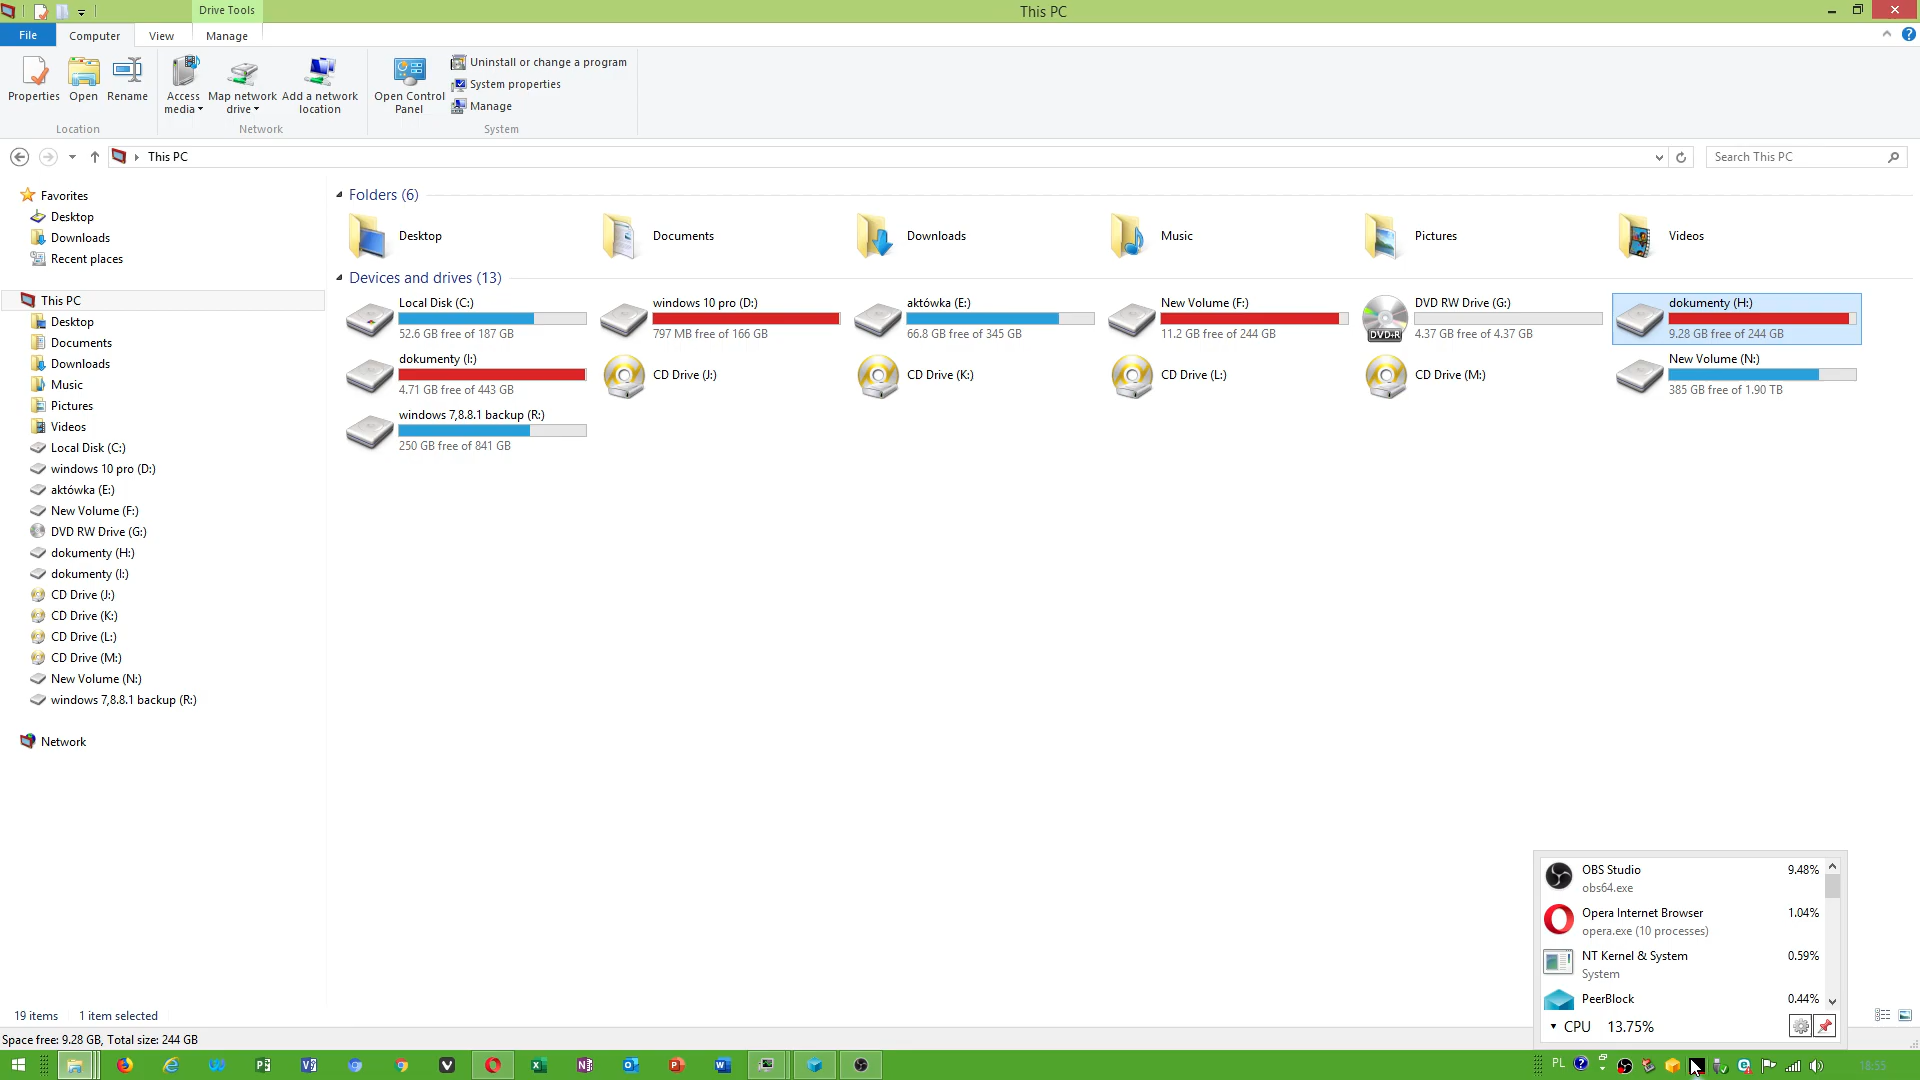 Drive Tools
This PC
File
Computer
View
Manage
Properties
Open
Rename
Access media
Map network drive
Add a network location
Open Control Panel
Uninstall or change a program
System properties
Manage
Location
Network
System
This PC
Search This PC
Favorites
Desktop
Downloads
Recent places
This PC
Desktop
Documents
Downloads
Music
Pictures
Videos
Local Disk (C:)
windows 10 pro (D:)
aktówka (E:)
New Volume (F:)
DVD RW Drive (G:)
dokumenty (H:)
dokumenty (I:)
CD Drive (J:)
CD Drive (K:)
CD Drive (L:)
CD Drive (M:)
New Volume (N:)
windows 7,8.8.1 backup (R:)
Network
Folders (6)
Desktop
Documents
Downloads
Music
Pictures
Videos
Devices and drives (13)
Local Disk (C:)
52.6 GB free of 187 GB
windows 10 pro (D:)
797 MB free of 166 GB
aktówka (E:)
66.8 GB free of 345 GB
New Volume (F:)
11.2 GB free of 244 GB
DVD RW Drive (G:)
4.37 GB free of 4.37 GB
DVD+R
dokumenty (H:)
9.28 GB free of 244 GB
dokumenty (I:)
4.71 GB free of 443 GB
CD Drive (J:)
CD Drive (K:)
CD Drive (L:)
CD Drive (M:)
New Volume (N:)
385 GB free of 1.90 TB
windows 7,8.8.1 backup (R:)
250 GB free of 841 GB
OBS Studio 9.48%
obs64.exe
Opera Internet Browser 1.04%
opera.exe (10 processes)
NT Kernel & System 0.59%
System
PeerBlock 0.44%
CPU 13.75%
19 items 1 item selected
Space free: 9.28 GB, Total size: 244 GB
PL
18:55